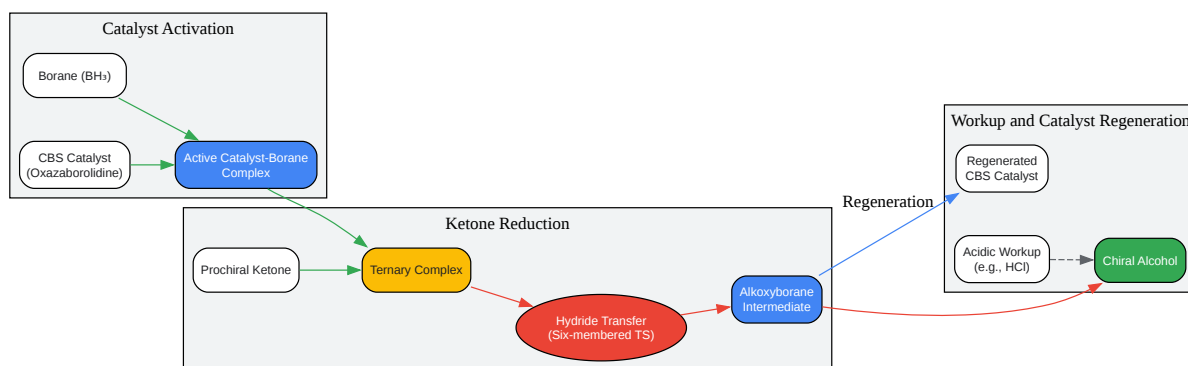 Catalyst Activation
Borane (BH₃)
CBS Catalyst
(Oxazaborolidine)
Active Catalyst-Borane
Complex
Ketone Reduction
Prochiral Ketone
Ternary Complex
Hydride Transfer
(Six-membered TS)
Alkoxyborane
Intermediate
Regeneration
Workup and Catalyst Regeneration
Regenerated
CBS Catalyst
Acidic Workup
(e.g., HCl)
Chiral Alcohol